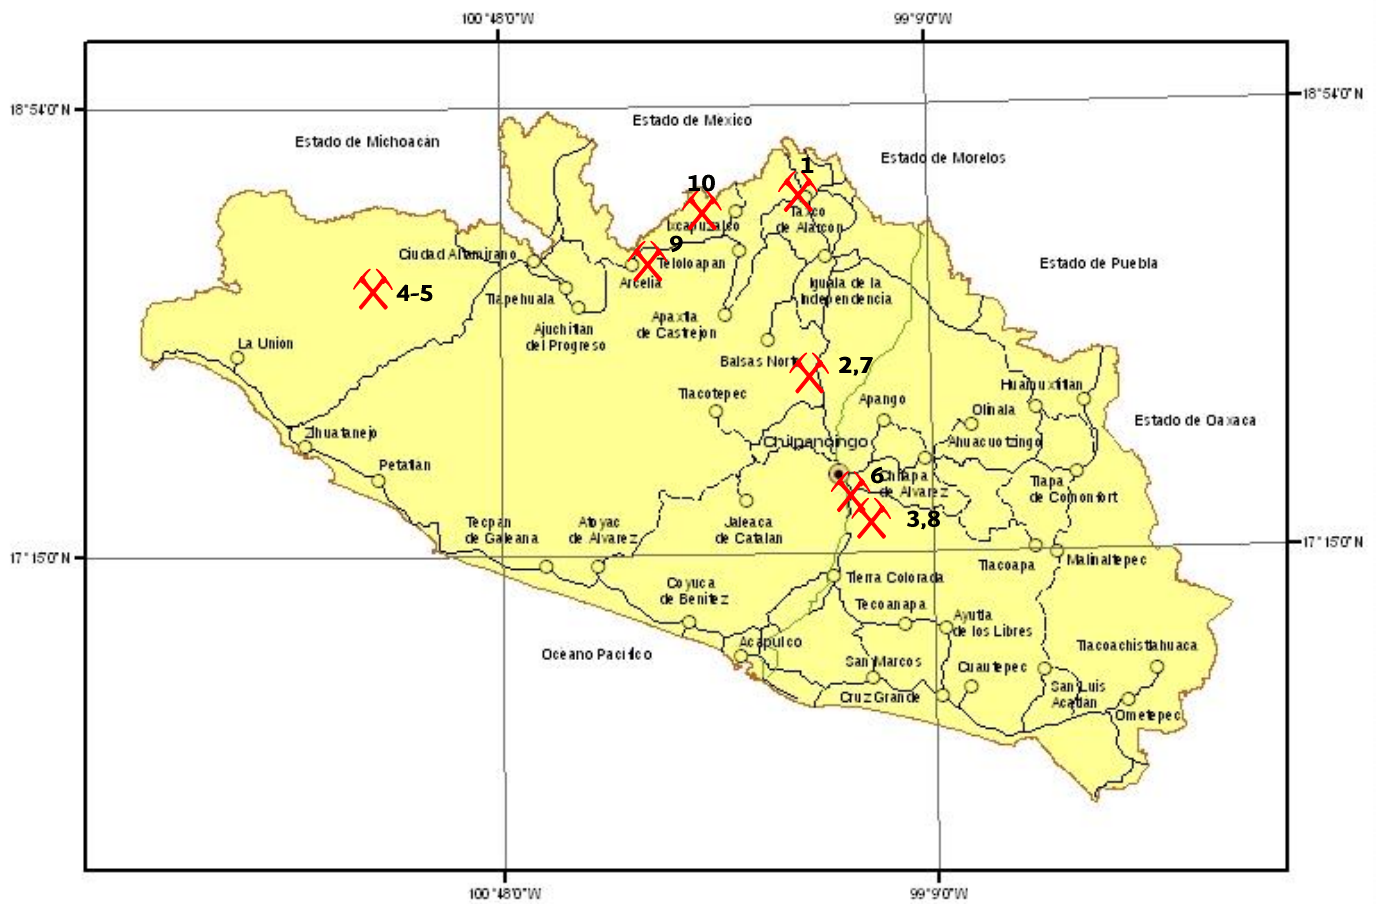 100°48'0"W
99°9'0"W
18°54'0"N
18°54'0"N
Estado de Mexico
Estado de Michoacán
Estado de Morelos
1
10
Ixcapuzalco
Taxco
de Alarcon
9
Ciudad Altamirano
Teloloapan
Estado de Puebla
Arcelia
Iguala de la
Independencia
4-5
Tlapehuala
Apaxtla
de Castrejon
Ajuchitlan
del Progreso
La Union
Balsas Norte
2,7
Huamuxtitlan
Tlacotepec
Apango
Olinala
Estado de Oaxaca
Zihuatanejo
Chilpancingo
Ahuacuotzingo
Petatlan
6
Chilapa
de Alvarez
Tlapa
de Comonfort
3,8
Tecpan
de Galeana
Atoyac
de Alvarez
Jaleaca
de Catalan
17°15'0"N
17°15'0"N
Tlacoapa
Malinaltepec
Tierra Colorada
Coyuca
de Benitez
Tecoanapa
Ayutla
de los Libres
Acapulco
Tlacoachistlahuaca
Oceano Pacifico
San Marcos
Cuautepec
Cruz Grande
San Luis
Acatlan
Ometepec
100°48'0"W
99°9'0"W